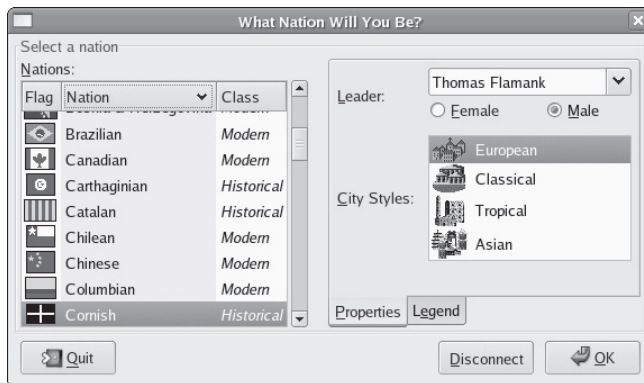 What Nation Will You Be?
Select a nation
Nations:
Flag Nation Class
Brazilian Modern
Canadian Modern
Carthaginian Historical
Catalan Historical
Chilean Modern
Chinese Modern
Columbian Modern
Cornish Historical
Leader: Thomas Flamank
Female Male
City Styles:
European
Classical
Tropical
Asian
Properties Legend
Quit Disconnect OK